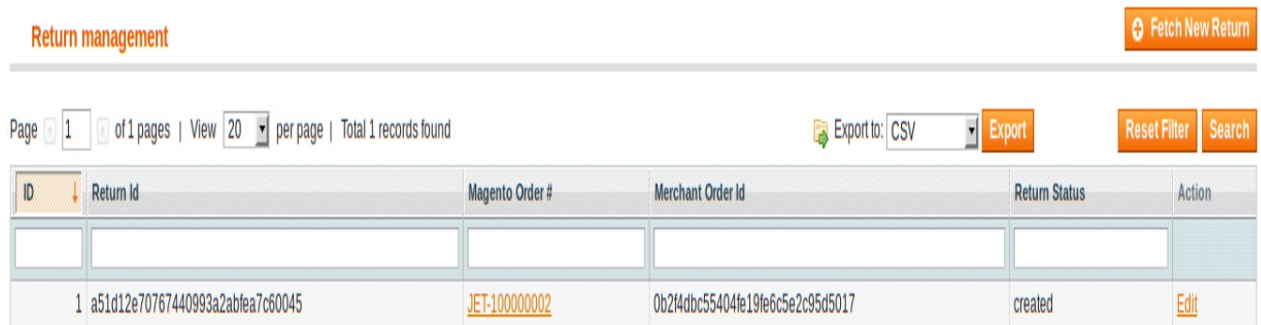 Return management
Fetch New Return
Page 1 of 1 pages | View 20 per page | Total 1 records found
Export to: CSV Export Reset Filter Search
ID Return Id Magento Order # Merchant Order Id Return Status Action
1 a51d12e70767440993a2abfea7c60045 JET-100000002 0b2f4dbc55404fe19fe6c5e2c95d5017 created Edit